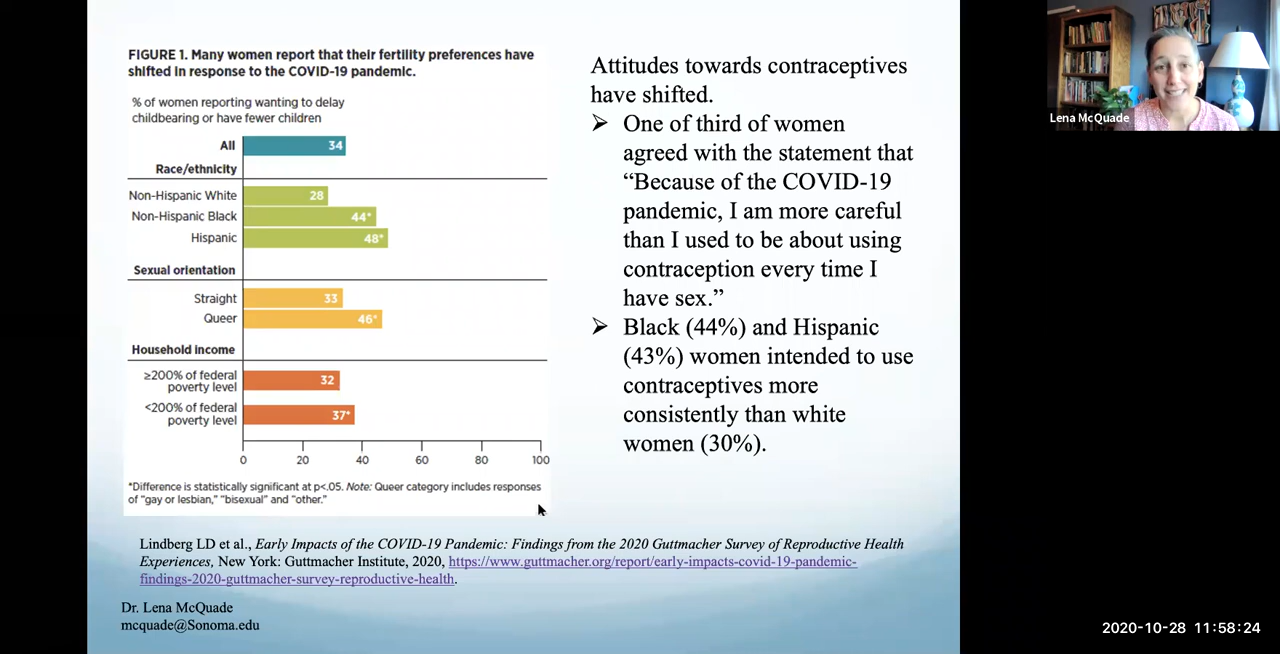 FIGURE 1. Many women report that their fertility preferences have
shifted in response to the COVID-19 pandemic.
% of women reporting wanting to delay
childbearing or have fewer children
All 34
Race/ethnicity
Non-Hispanic White 28
Non-Hispanic Black 44*
Hispanic 48*
Sexual orientation
Straight 33
Queer 46*
Household income
≥200% of federal
poverty level 32
<200% of federal
poverty level 37*
0 20 40 60 80 100
*Difference is statistically significant at p<.05. Note: Queer category includes responses
of "gay or lesbian," "bisexual" and "other."
Attitudes towards contraceptives
have shifted.
➢ One of third of women
agreed with the statement that
“Because of the COVID-19
pandemic, I am more careful
than I used to be about using
contraception every time I
have sex.”
➢ Black (44%) and Hispanic
(43%) women intended to use
contraceptives more
consistently than white
women (30%).
Lindberg LD et al., Early Impacts of the COVID-19 Pandemic: Findings from the 2020 Guttmacher Survey of Reproductive Health
Experiences, New York: Guttmacher Institute, 2020, https://www.guttmacher.org/report/early-impacts-covid-19-pandemic-
findings-2020-guttmacher-survey-reproductive-health.
Dr. Lena McQuade
mcquade@Sonoma.edu
Lena McQuade
2020-10-28 11:58:24